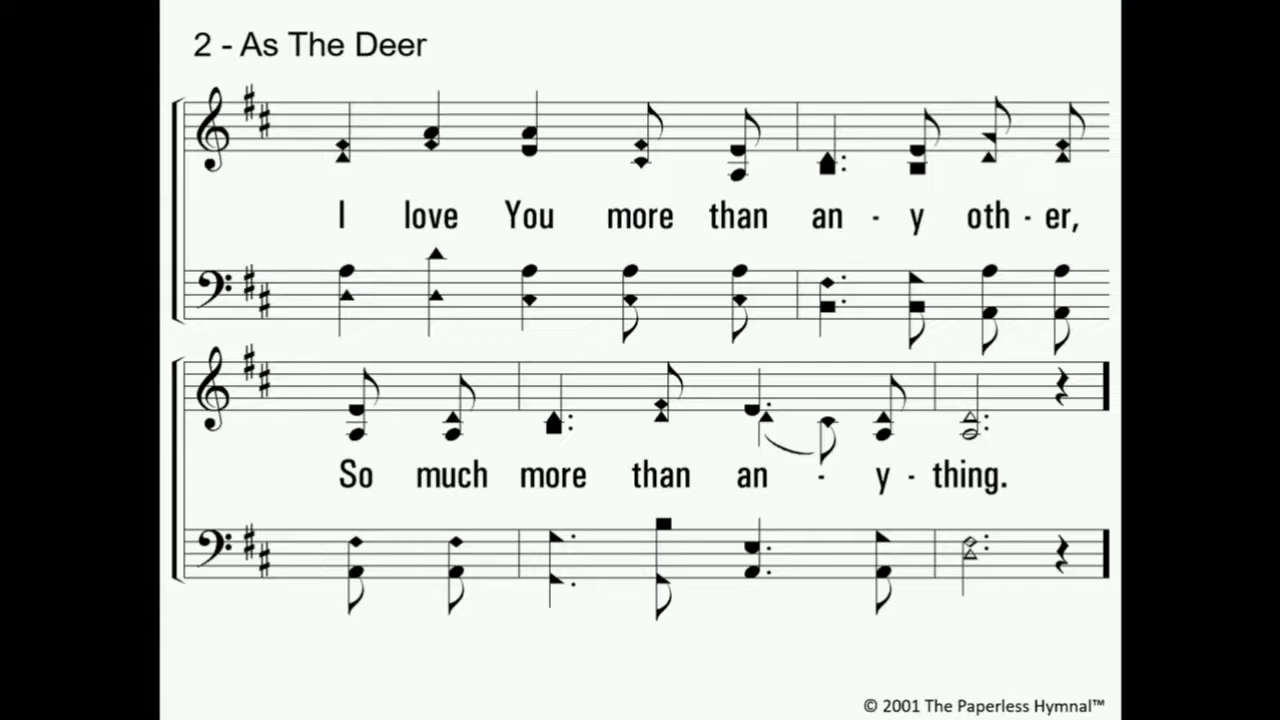 2 - As The Deer
I love You more than an - y oth - er,
So much more than an - y - thing.
© 2001 The Paperless Hymnal™